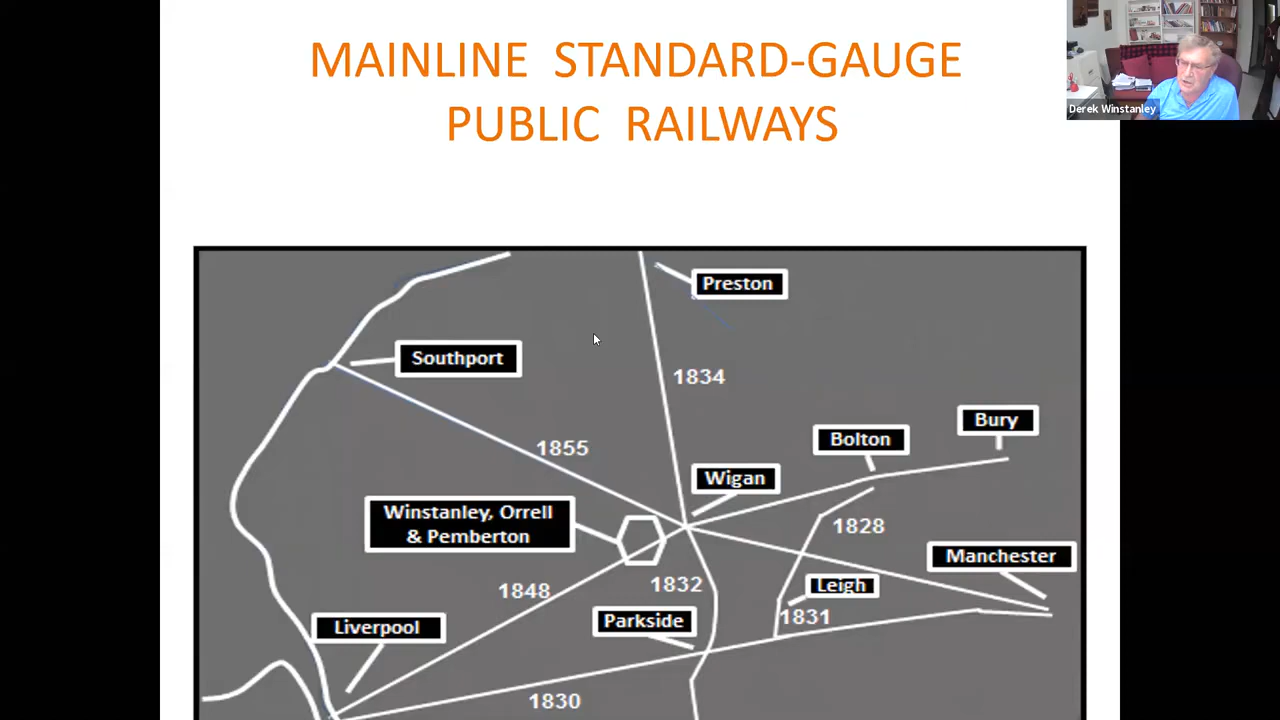 MAINLINE STANDARD-GAUGE
PUBLIC RAILWAYS
Derek Winstanley
Preston
Southport
1834
Bury
Bolton
1855
Wigan
Winstanley, Orrell
& Pemberton
1828
Manchester
1848
1832
Leigh
Parkside
1831
Liverpool
1830